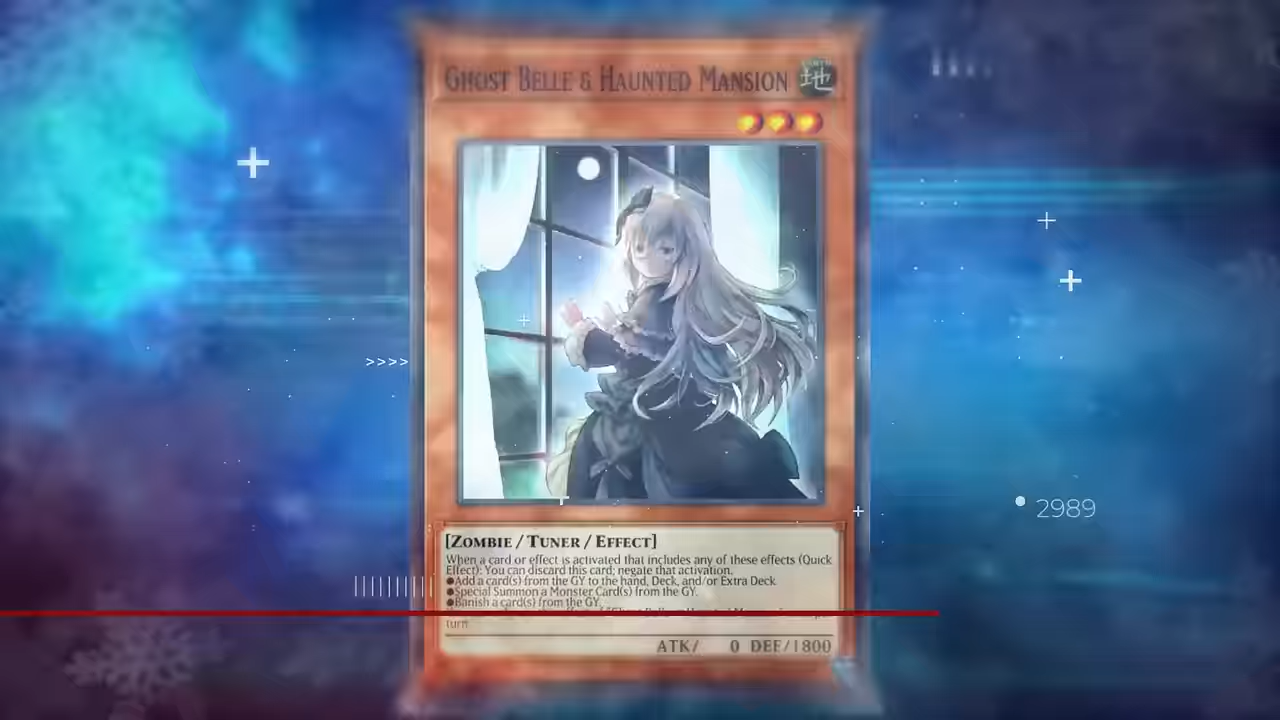 GHOST BELLE & HAUNTED MANSION
EARTH
地
>>>>
2989
[ZOMBIE / TUNER / EFFECT]
When a card or effect is activated that includes any of these effects (Quick
Effect): You can discard this card; negate that activation.
●Add a card(s) from the GY to the hand, Deck, and/or Extra Deck.
●Special Summon a Monster Card(s) from the GY.
●Banish a card(s) from the GY.
turn.
ATK/ 0 DEF/1800